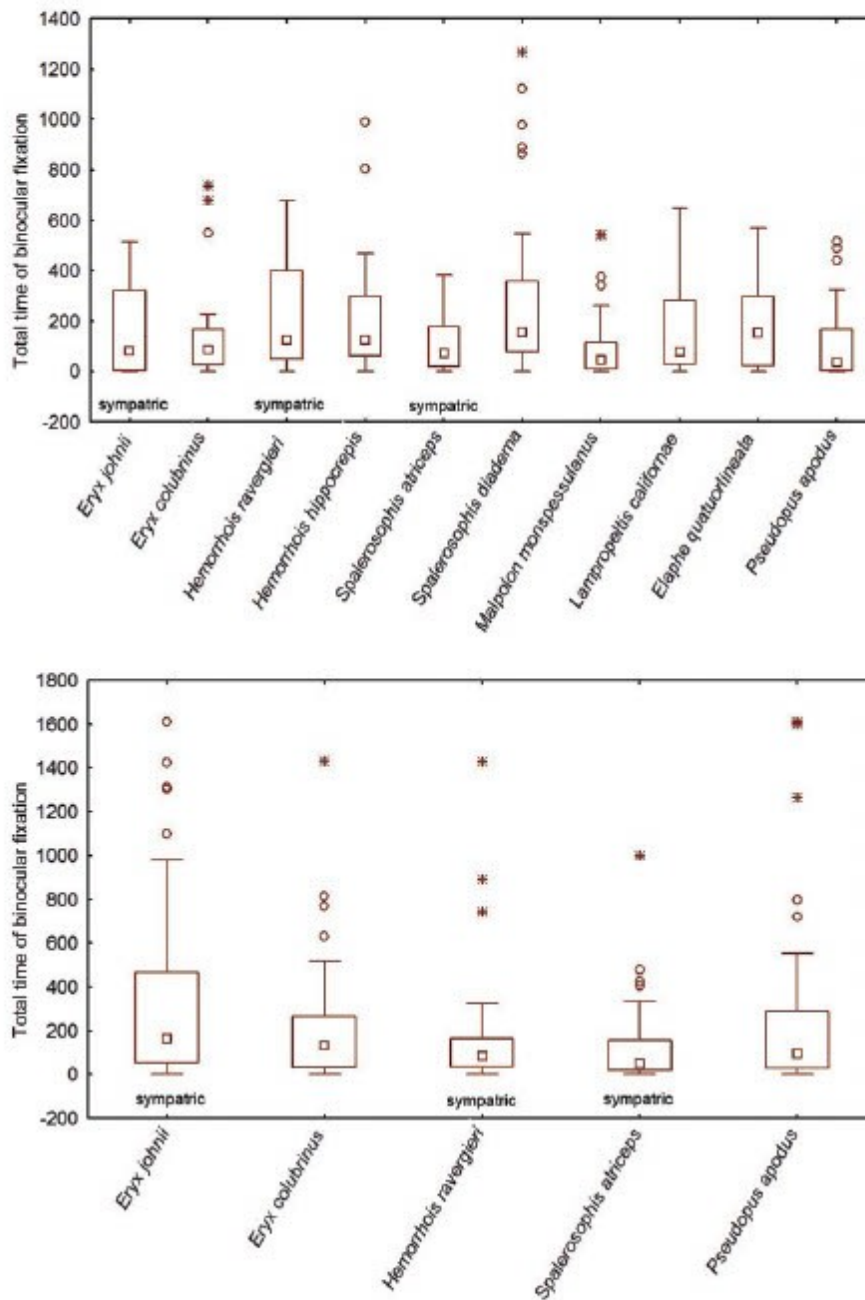 1400
1200
1000
800
600
400
200
0
-200
Total time of binocular fixation
sympatric sympatric sympatric
Eryx johnii
Eryx colubrinus
Hemorrhois ravergieri
Hemorrhois hippocrepis
Spalerosophis atriceps
Spalerosophis diadema
Malpolon monspessulanus
Lampropeltis californae
Elaphe quatuorlineata
Pseudopus apodus
1800
1600
1400
1200
1000
800
600
400
200
0
-200
Total time of binocular fixation
sympatric sympatric sympatric
Eryx johnii
Eryx colubrinus
Hemorrhois ravergieri
Spalerosophis atriceps
Pseudopus apodus